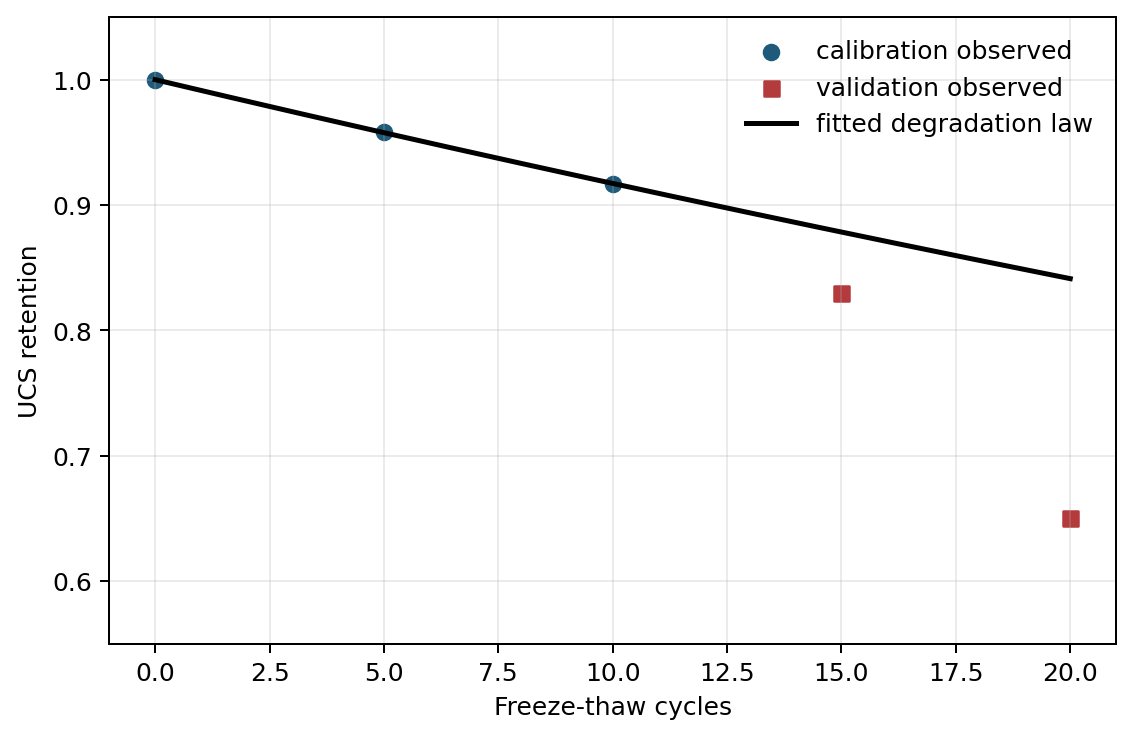 calibration observed
validation observed
fitted degradation law
UCS retention
1.0
0.9
0.8
0.7
0.6
0.0 2.5 5.0 7.5 10.0 12.5 15.0 17.5 20.0
Freeze-thaw cycles